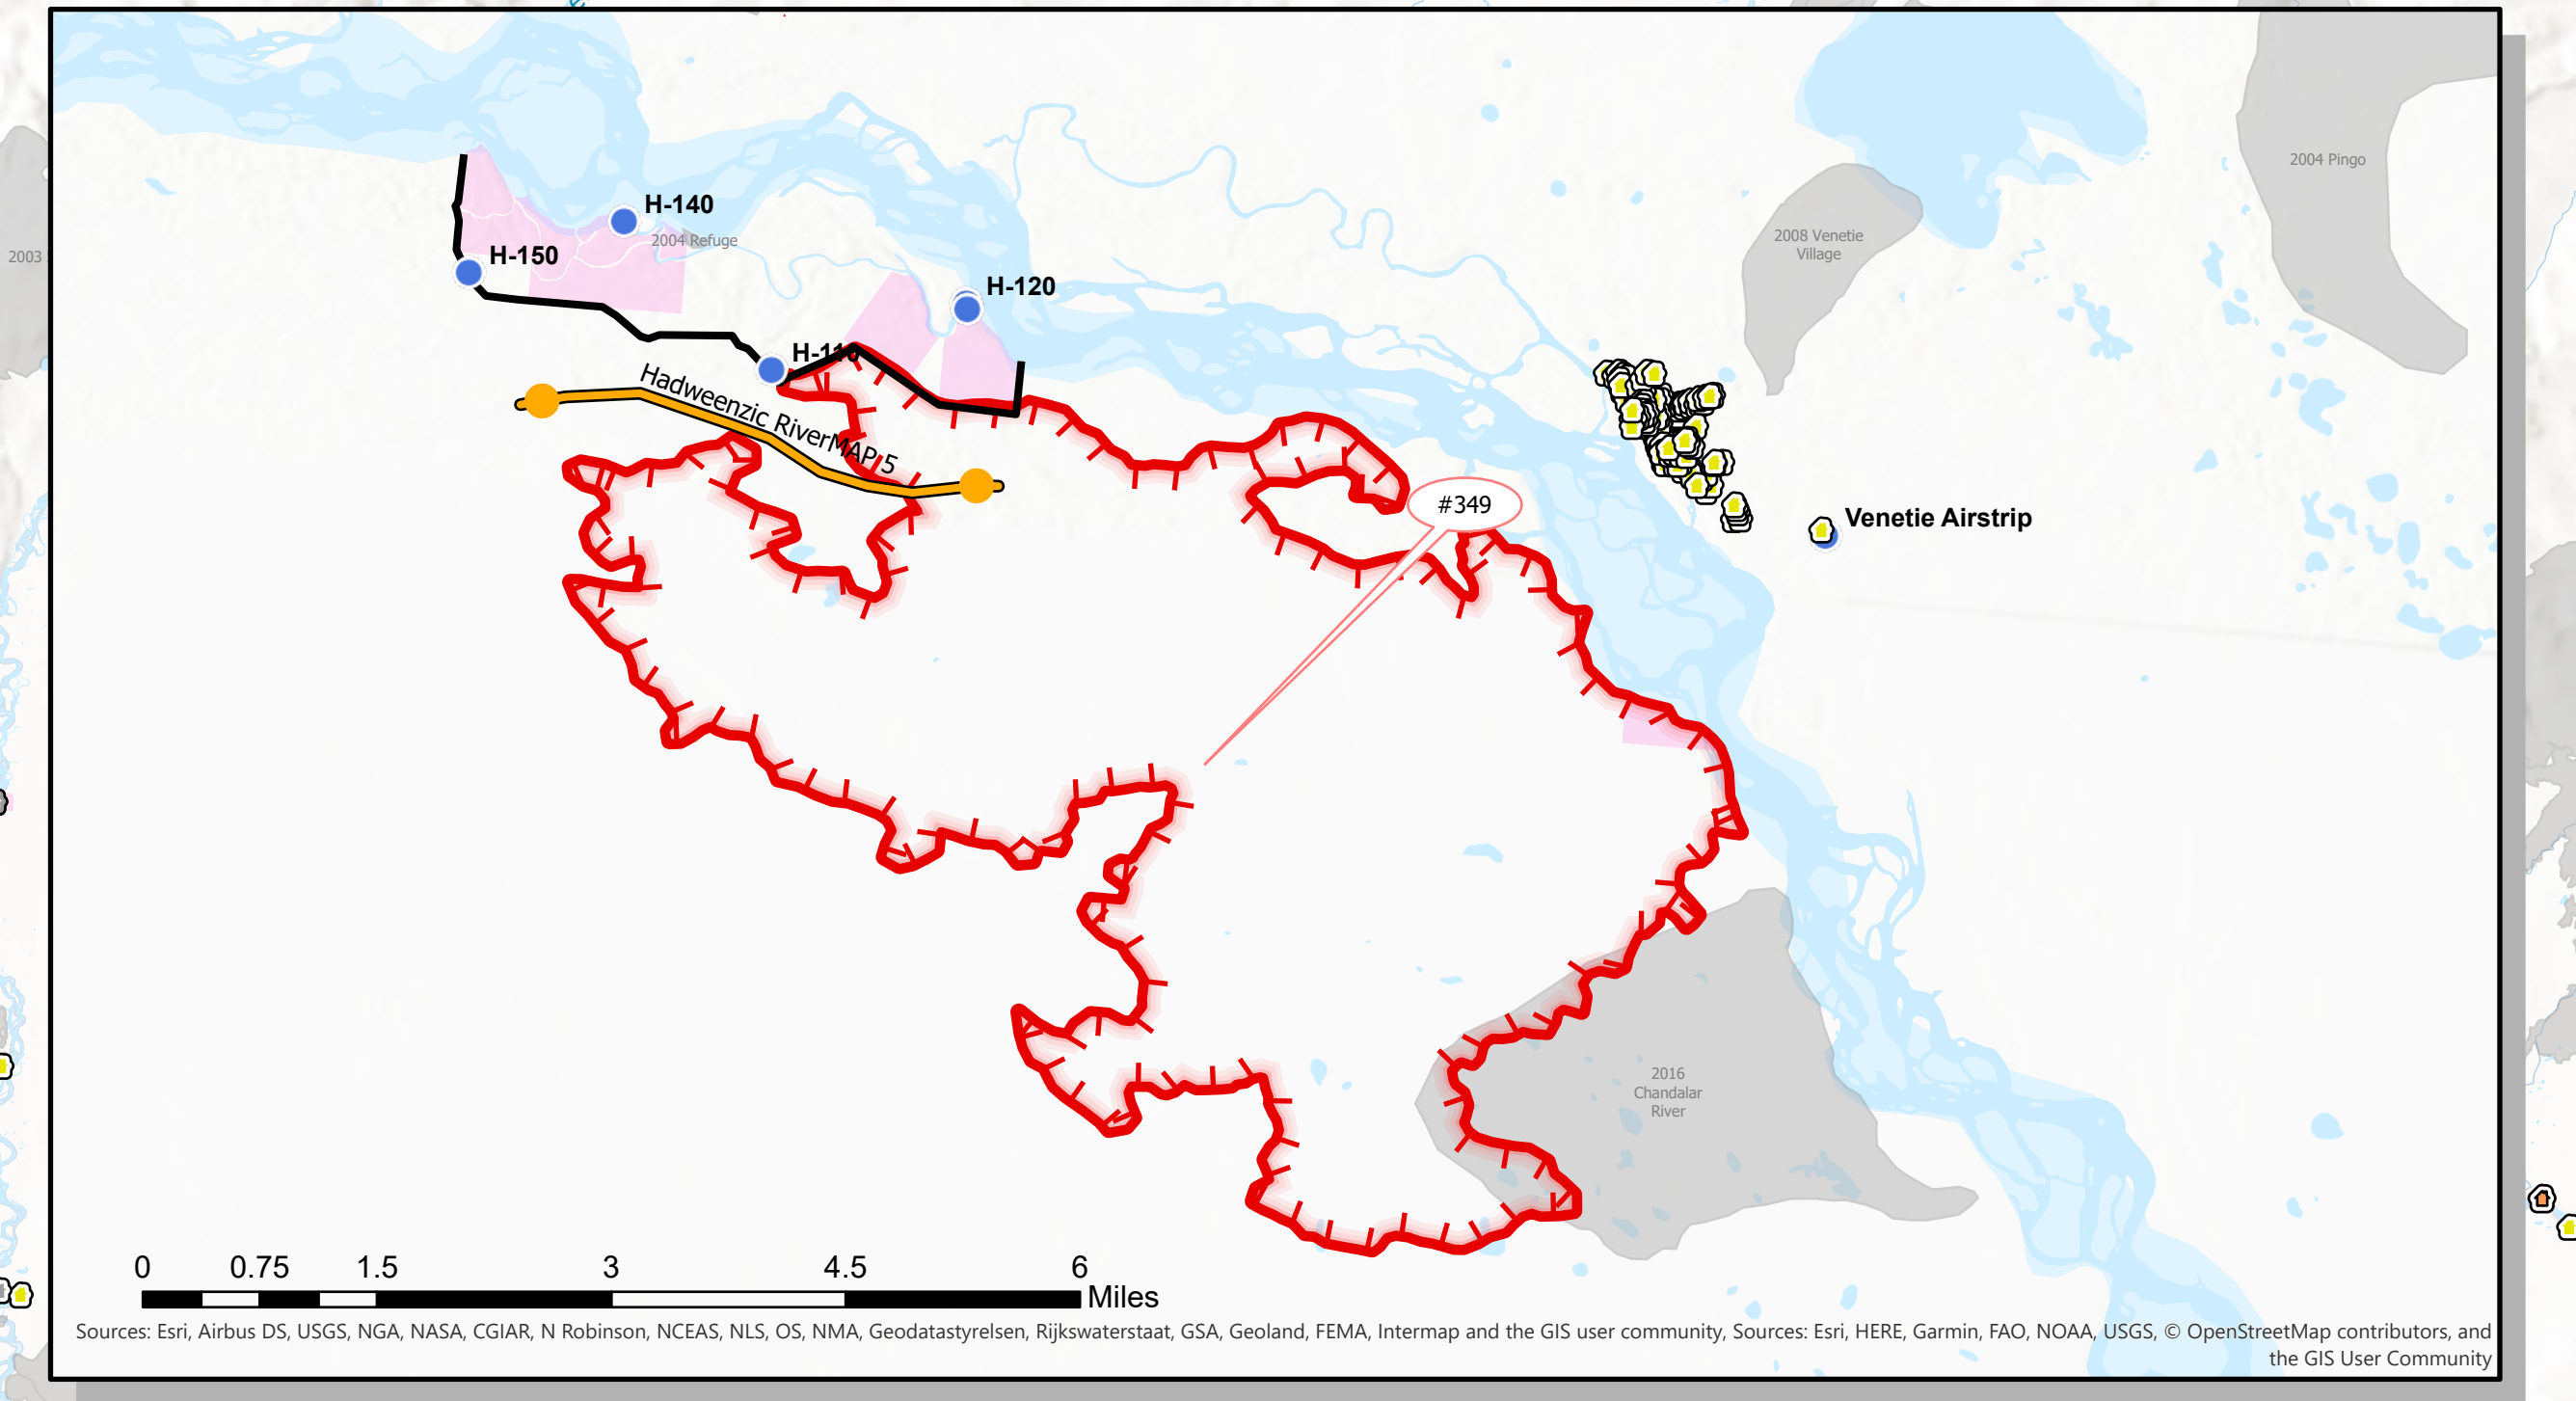 2004 Pingo
H-140
2004 Refuge
2008 Venetie
Village
H-150
2003
H-120
H-110
Hadweenzic RiverMAP 5
#349
Venetie Airstrip
2016
Chandalar
River
0 0.75 1.5 3 4.5 6
Miles
Sources: Esri, Airbus DS, USGS, NGA, NASA, CGIAR, N Robinson, NCEAS, NLS, OS, NMA, Geodatastyrelsen, Rijkswaterstaat, GSA, Geoland, FEMA, Intermap and the GIS user community, Sources: Esri, HERE, Garmin, FAO, NOAA, USGS, © OpenStreetMap contributors, and
the GIS User Community